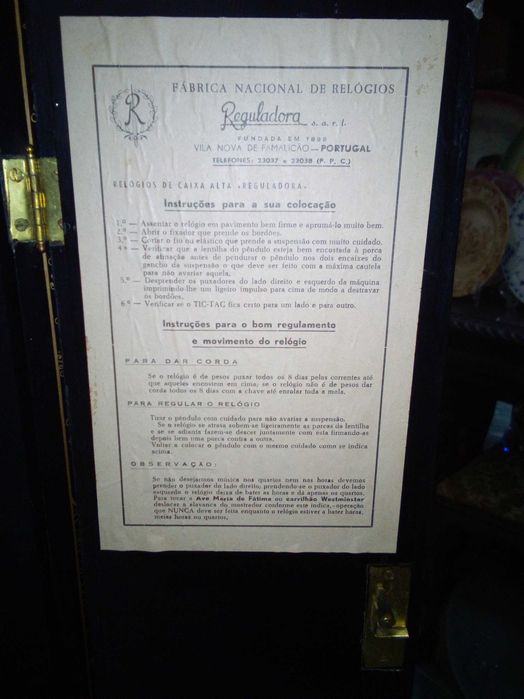 R
FÁBRICA NACIONAL DE RELÓGIOS
Reguladora s. a. r. l.
FUNDADA EM
VILA NOVA DE FAMALICÃO — PORTUGAL
TELEFONES: 23037 e 23038 (P. P. C.)
RELÓGIOS DE CAIXA ALTA «REGULADORA»
Instruções para a sua colocação
1.º — Assentar o relógio em pavimento bem firme e aprumá-lo muito bem.
2.º — Abrir o fixador que prende os bordões.
3.º — Cortar o fio ou elástico que prende a suspensão com muito cuidado.
4.º — Verificar que a lentilha do pêndulo esteja bem encostada à porca
de afinação antes de pendurar o pêndulo nos dois encaixes do
gancho da suspensão o que deve ser feito com a máxima cautela
para não avariar aquela.
5.º — Desprender os puxadores do lado direito e esquerdo da máquina
imprimindo-lhe um ligeiro impulso para cima de modo a destravar
os bordões.
6.º — Verificar se o TIC-TAC fica certo para um lado e para outro.
Instruções para o bom regulamento
e movimento do relógio
PARA DAR CORDA
Se o relógio é de pesos puxar todos os 8 dias pelas correntes até
que aqueles encostem em cima; se o relógio não é de pesos dar
corda todos os 8 dias com a chave até enrolar toda a mola.
PARA REGULAR O RELÓGIO
Tirar o pêndulo com cuidado para não avariar a suspensão.
Se o relógio se atrasa sobem-se ligeiramente as porcas da lentilha
e se se adianta fazem-se descer juntamente com esta firmando-as
depois bem uma porca contra a outra.
Voltar a colocar o pêndulo com o mesmo cuidado como se indica
acima.
OBSERVAÇÃO:
Se não desejarmos música nos quartos nem nas horas devemos
prender o puxador do lado direito; prendendo-se o puxador do lado
esquerdo o relógio deixa de bater as horas e dá apenas os quartos.
Para tocar o Ave Maria de Fátima ou carrilhão Westminster
deslocar a alavanca do mostrador conforme este indica, operação
que NUNCA deve ser feita enquanto o relógio estiver a bater horas,
meias horas ou quartos.